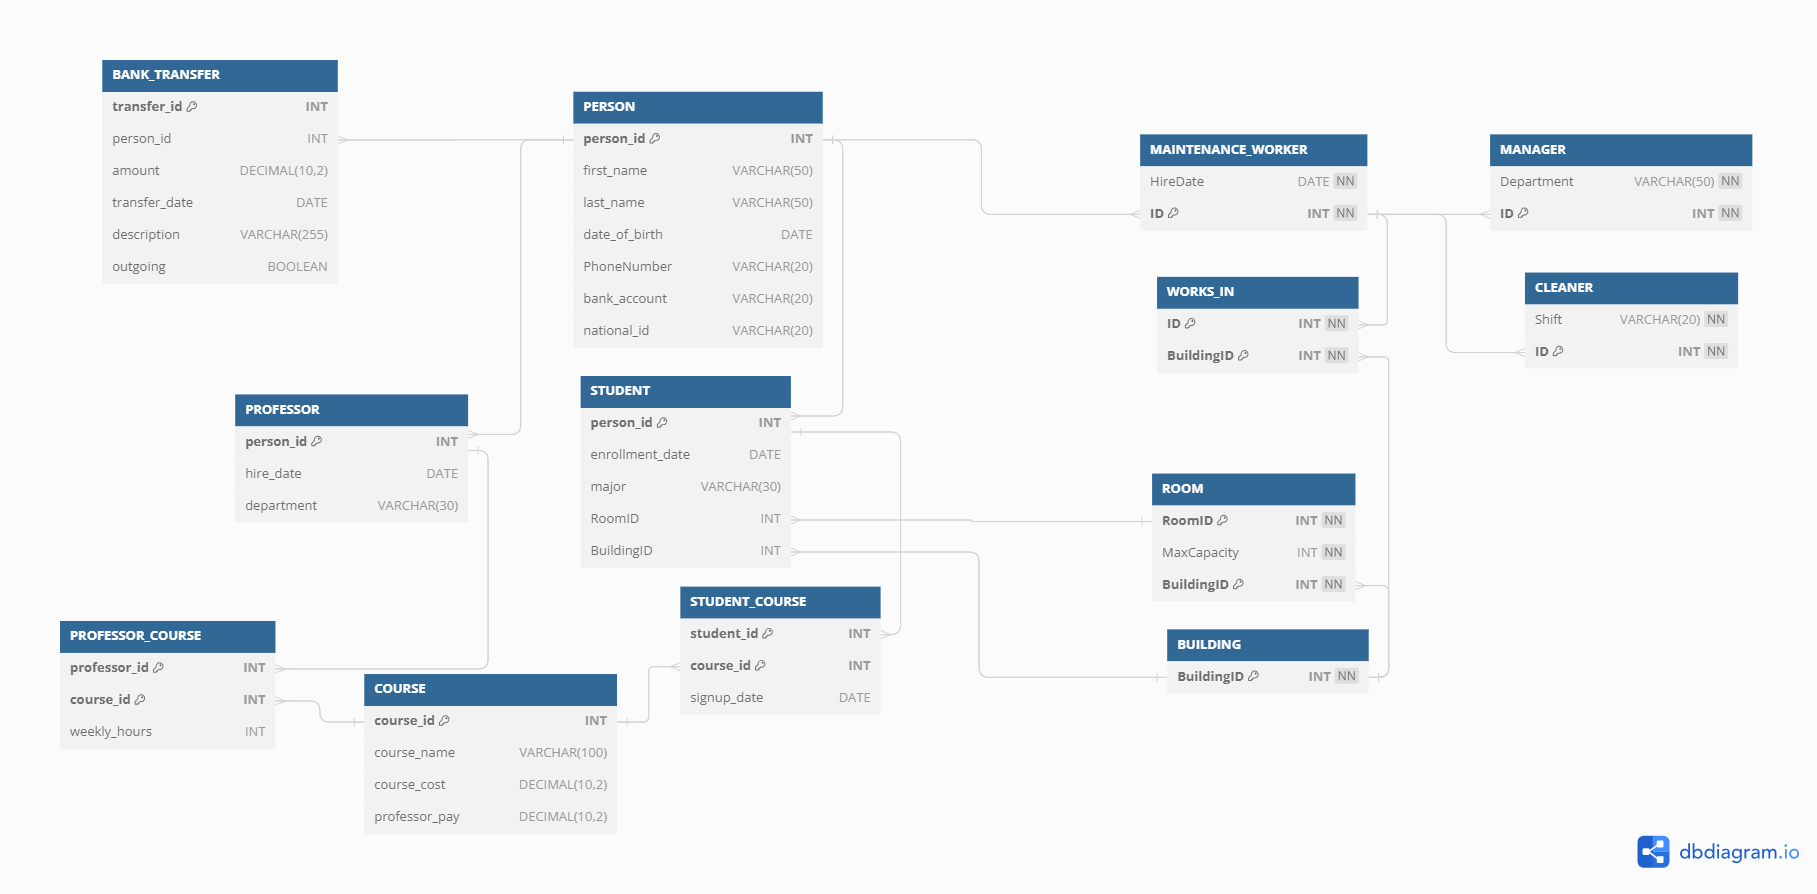 BANK_TRANSFER
transfer_id INT
person_id INT
amount DECIMAL(10,2)
transfer_date DATE
description VARCHAR(255)
outgoing BOOLEAN
PERSON
person_id INT
first_name VARCHAR(50)
last_name VARCHAR(50)
date_of_birth DATE
PhoneNumber VARCHAR(20)
bank_account VARCHAR(20)
national_id VARCHAR(20)
MAINTENANCE_WORKER
HireDate DATE NN
ID INT NN
MANAGER
Department VARCHAR(50) NN
ID INT NN
WORKS_IN
ID INT NN
BuildingID INT NN
CLEANER
Shift VARCHAR(20) NN
ID INT NN
PROFESSOR
person_id INT
hire_date DATE
department VARCHAR(30)
STUDENT
person_id INT
enrollment_date DATE
major VARCHAR(30)
RoomID INT
BuildingID INT
ROOM
RoomID INT NN
MaxCapacity INT NN
BuildingID INT NN
STUDENT_COURSE
student_id INT
course_id INT
signup_date DATE
BUILDING
BuildingID INT NN
PROFESSOR_COURSE
professor_id INT
course_id INT
weekly_hours INT
COURSE
course_id INT
course_name VARCHAR(100)
course_cost DECIMAL(10,2)
professor_pay DECIMAL(10,2)
dbdiagram.io